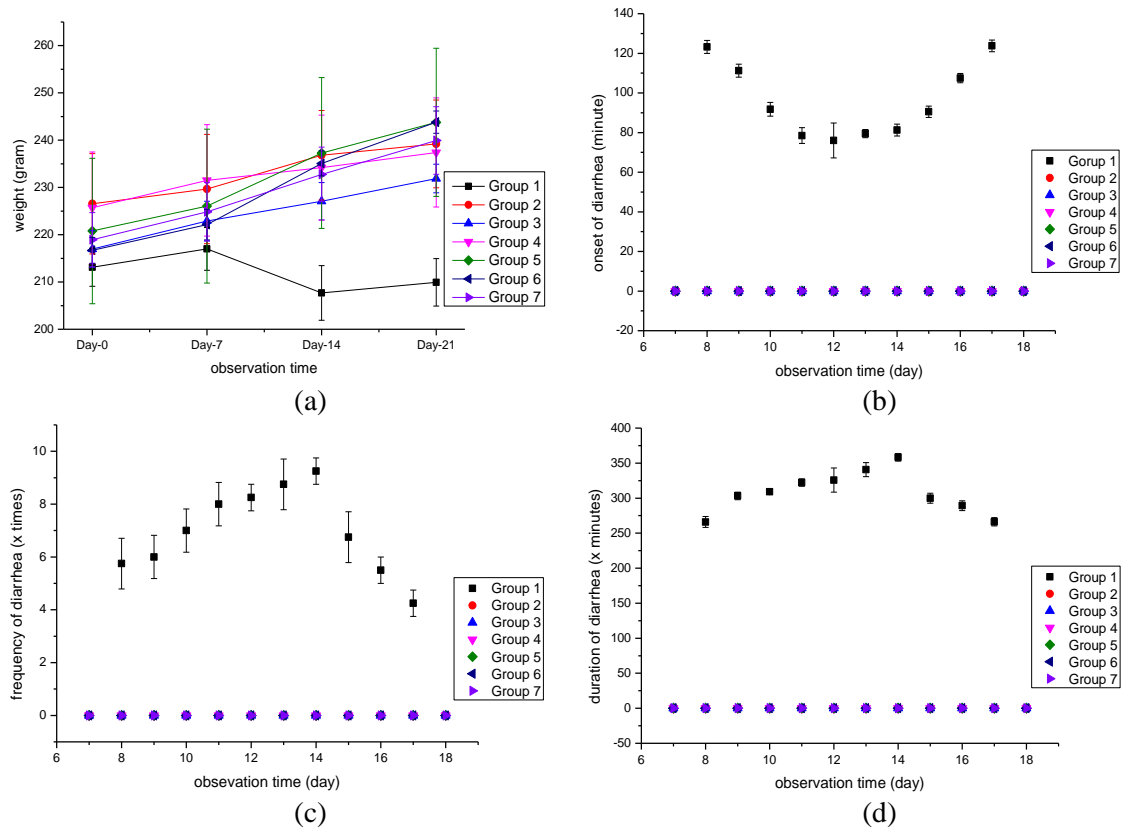 260
250
240
230
220
210
200
weight (gram)
Day-0 Day-7 Day-14 Day-21
observation time
Group 1
Group 2
Group 3
Group 4
Group 5
Group 6
Group 7
(a)
140
120
100
80
60
40
20
0
-20
onset of diarrhea (minute)
6 8 10 12 14 16 18
observation time (day)
Gorup 1
Group 2
Group 3
Group 4
Group 5
Group 6
Group 7
(b)
10
8
6
4
2
0
frequency of diarrhea (x times)
6 8 10 12 14 16 18
obsevation time (day)
Group 1
Group 2
Group 3
Group 4
Group 5
Group 6
Group 7
(c)
400
350
300
250
200
150
100
50
0
-50
duration of diarrhea (x minutes)
6 8 10 12 14 16 18
observation time (day)
Group 1
Group 2
Group 3
Group 4
Group 5
Group 6
Group 7
(d)